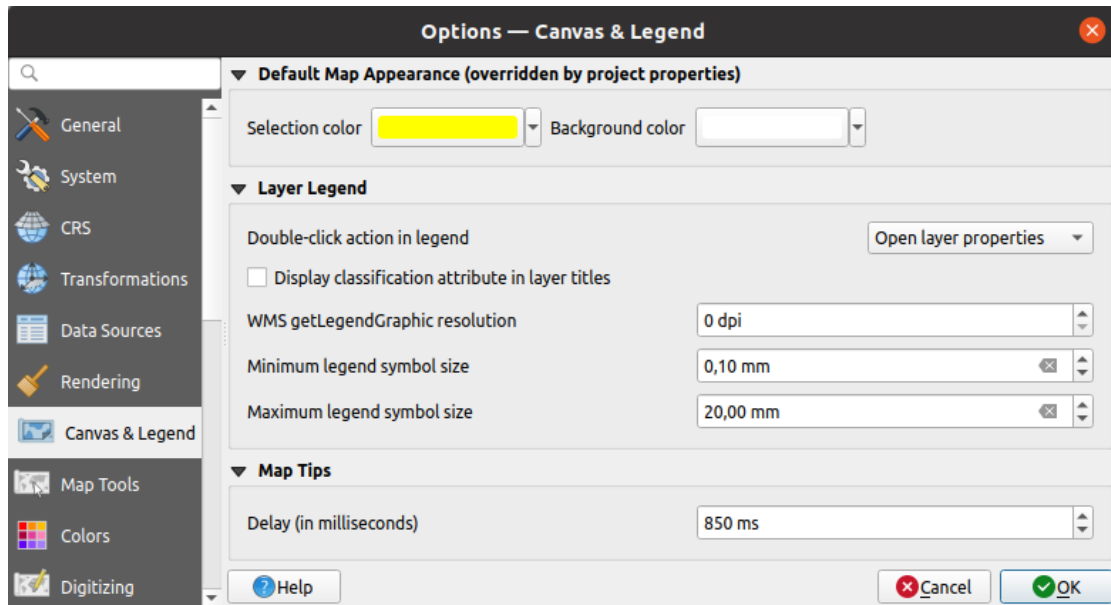 Options — Canvas & Legend
General
System
CRS
Transformations
Data Sources
Rendering
Canvas & Legend
Map Tools
Colors
Digitizing
Default Map Appearance (overridden by project properties)
Selection color
Background color
Layer Legend
Double-click action in legend
Open layer properties
Display classification attribute in layer titles
WMS getLegendGraphic resolution
0 dpi
Minimum legend symbol size
0,10 mm
Maximum legend symbol size
20,00 mm
Map Tips
Delay (in milliseconds)
850 ms
Help
Cancel
OK